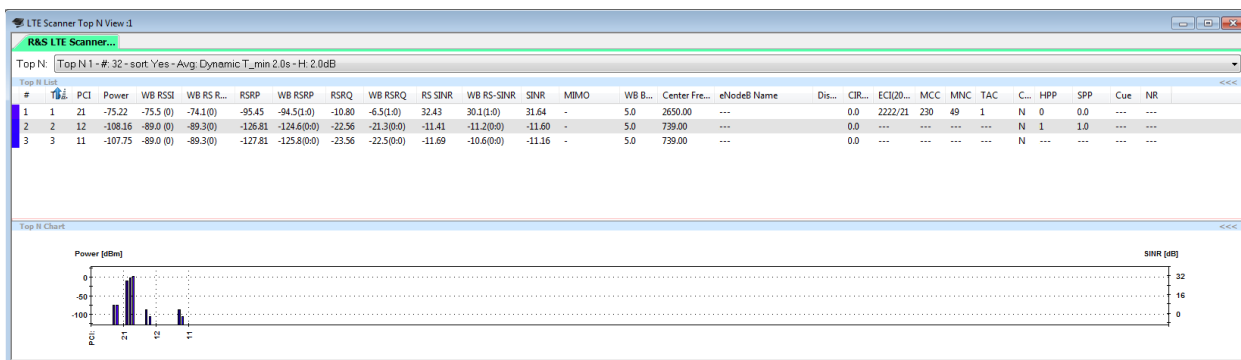 LTE Scanner Top N View :1
R&S LTE Scanner...
Top N: Top N 1 - #: 32 - sort: Yes - Avg: Dynamic T_min 2.0s - H: 2.0dB
Top N List <<<
# PCI Power WB RSSI WB RS R... RSRP WB RSRP RSRQ WB RSRQ RS SINR WB RS-SINR SINR MIMO WB B... Center Fre... eNodeB Name Dis... CIR... ECI(20... MCC MNC TAC C... HPP SPP Cue NR
1 1 21 -75.22 -75.5 (0) -74.1(0) -95.45 -94.5(1:0) -10.80 -6.5(1:0) 32.43 30.1(1:0) 31.64 - 5.0 2650.00 --- 0.0 2222/21 230 49 1 N 0 0.0 --- ---
2 2 12 -108.16 -89.0 (0) -89.3(0) -126.81 -124.6(0:0) -22.56 -21.3(0:0) -11.41 -11.2(0:0) -11.60 - 5.0 739.00 --- 0.0 --- --- --- --- N 1 1.0 --- ---
3 3 11 -107.75 -89.0 (0) -89.3(0) -127.81 -125.8(0:0) -23.56 -22.5(0:0) -11.69 -10.6(0:0) -11.16 - 5.0 739.00 --- 0.0 --- --- --- --- N --- --- --- ---
Top N Chart <<<
Power [dBm] SINR [dB]
0 32
-50 16
-100 0
PCI: 21 12 11